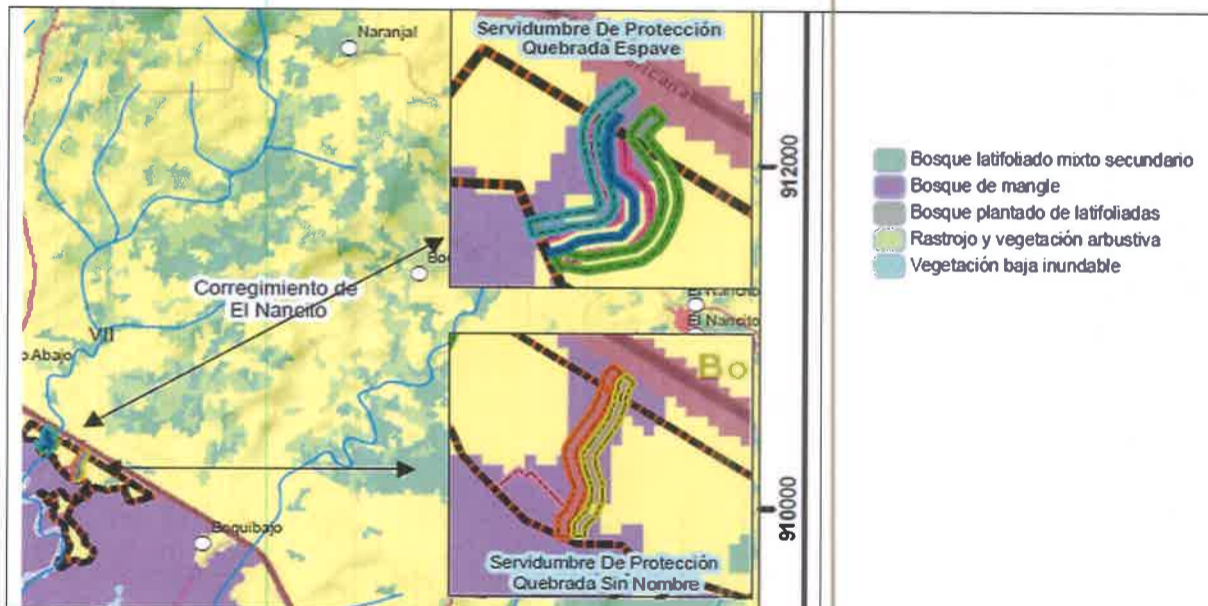 Naranjal
Servidumbre De Protección
Quebrada Espave
912000
Corregimiento de
El Nancito
VII
Abajo
El Nancito
Bo
910000
Boquibajo
Servidumbre De Protección
Quebrada Sin Nombre
Bosque latifoliado mixto secundario
Bosque de mangle
Bosque plantado de latifoliadas
Rastrojo y vegetación arbustiva
Vegetación baja inundable